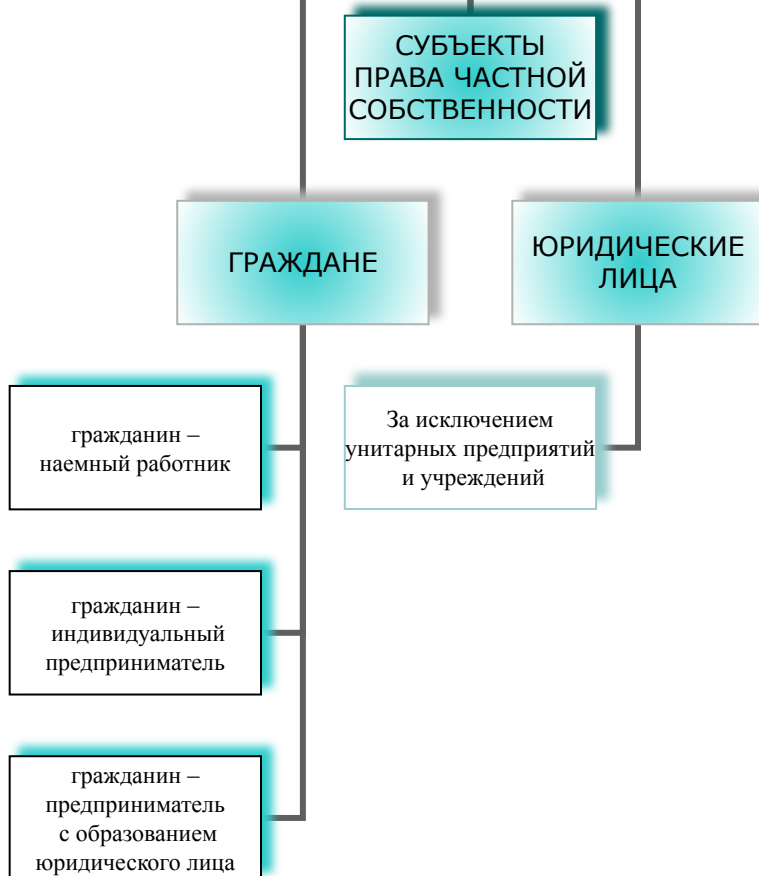 СУБЪЕКТЫ
ПРАВА ЧАСТНОЙ
СОБСТВЕННОСТИ
ГРАЖДАНЕ
ЮРИДИЧЕСКИЕ
ЛИЦА
гражданин –
наемный работник
За исключением
унитарных предприятий
и учреждений
гражданин –
индивидуальный
предприниматель
гражданин –
предприниматель
с образованием
юридического лица